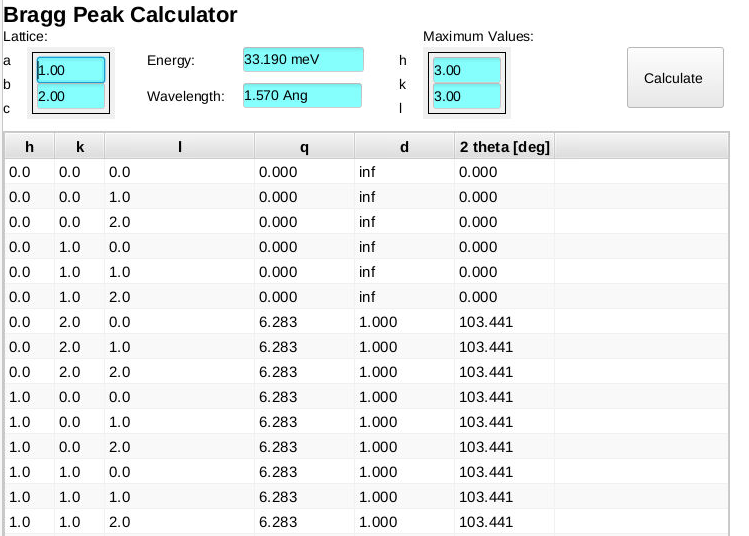 Bragg Peak Calculator
Lattice: Maximum Values:
a 1.00 Energy: 33.190 meV h 3.00 Calculate
b 2.00 Wavelength: 1.570 Ang k 3.00
c l
h k l q d 2 theta [deg]
0.0 0.0 0.0 0.000 inf 0.000
0.0 0.0 1.0 0.000 inf 0.000
0.0 0.0 2.0 0.000 inf 0.000
0.0 1.0 0.0 0.000 inf 0.000
0.0 1.0 1.0 0.000 inf 0.000
0.0 1.0 2.0 0.000 inf 0.000
0.0 2.0 0.0 6.283 1.000 103.441
0.0 2.0 1.0 6.283 1.000 103.441
0.0 2.0 2.0 6.283 1.000 103.441
1.0 0.0 0.0 6.283 1.000 103.441
1.0 0.0 1.0 6.283 1.000 103.441
1.0 0.0 2.0 6.283 1.000 103.441
1.0 1.0 0.0 6.283 1.000 103.441
1.0 1.0 1.0 6.283 1.000 103.441
1.0 1.0 2.0 6.283 1.000 103.441